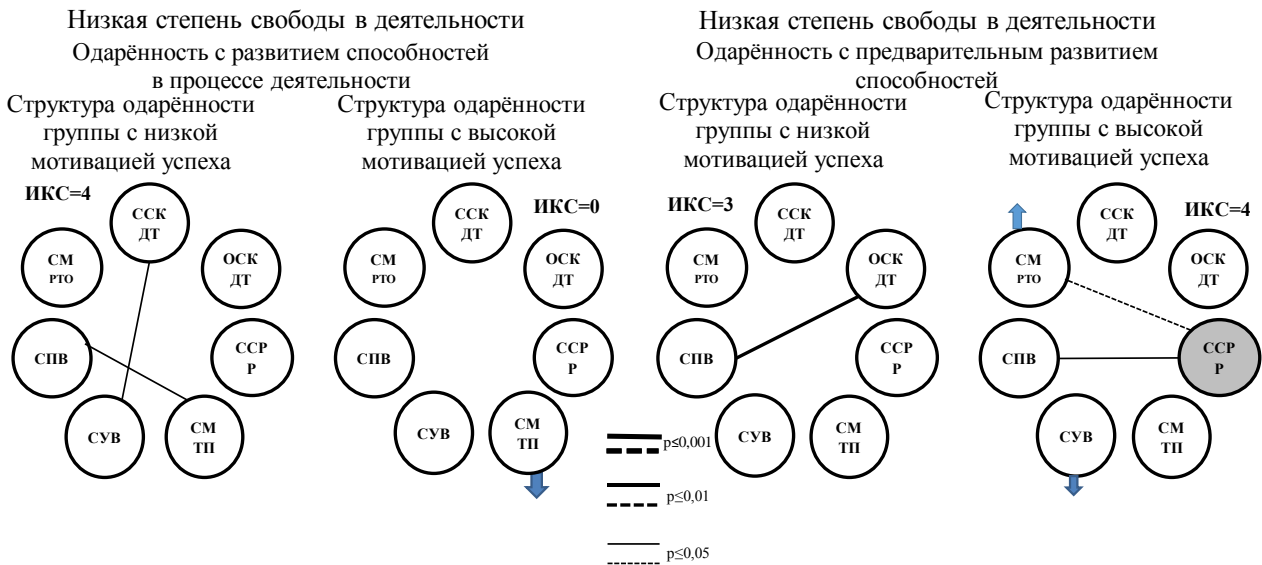 Низкая степень свободы в деятельности
Одарённость с развитием способностей
в процессе деятельности
Структура одарённости
группы с низкой
мотивацией успеха
ИКС=4
ССК
ДТ
ОСК
ДТ
ССР
Р
СМ
ТП
СУВ
СПВ
СМ
РТО
Структура одарённости
группы с высокой
мотивацией успеха
ИКС=0
ССК
ДТ
ОСК
ДТ
ССР
Р
СМ
ТП
СУВ
СПВ
СМ
РТО
Низкая степень свободы в деятельности
Одарённость с предварительным развитием
способностей
Структура одарённости
группы с низкой
мотивацией успеха
ИКС=3
ССК
ДТ
ОСК
ДТ
ССР
Р
СМ
ТП
СУВ
СПВ
СМ
РТО
Структура одарённости
группы с высокой
мотивацией успеха
ИКС=4
ССК
ДТ
ОСК
ДТ
ССР
Р
СМ
ТП
СУВ
СПВ
СМ
РТО
p≤0,001
p≤0,01
p≤0,05